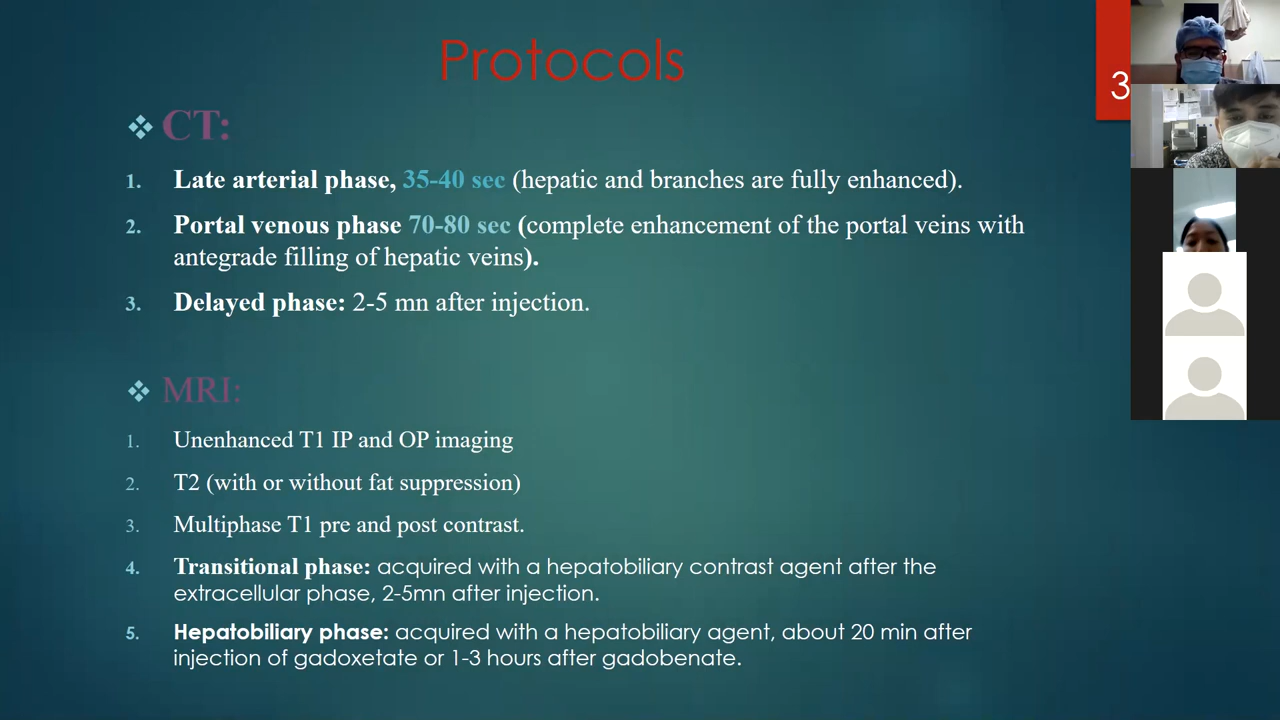 Protocols
3
❖ CT:
1. Late arterial phase, 35-40 sec (hepatic and branches are fully enhanced).
2. Portal venous phase 70-80 sec (complete enhancement of the portal veins with
antegrade filling of hepatic veins).
3. Delayed phase: 2-5 mn after injection.
❖ MRI:
1. Unenhanced T1 IP and OP imaging
2. T2 (with or without fat suppression)
3. Multiphase T1 pre and post contrast.
4. Transitional phase: acquired with a hepatobiliary contrast agent after the
extracellular phase, 2-5mn after injection.
5. Hepatobiliary phase: acquired with a hepatobiliary agent, about 20 min after
injection of gadoxetate or 1-3 hours after gadobenate.